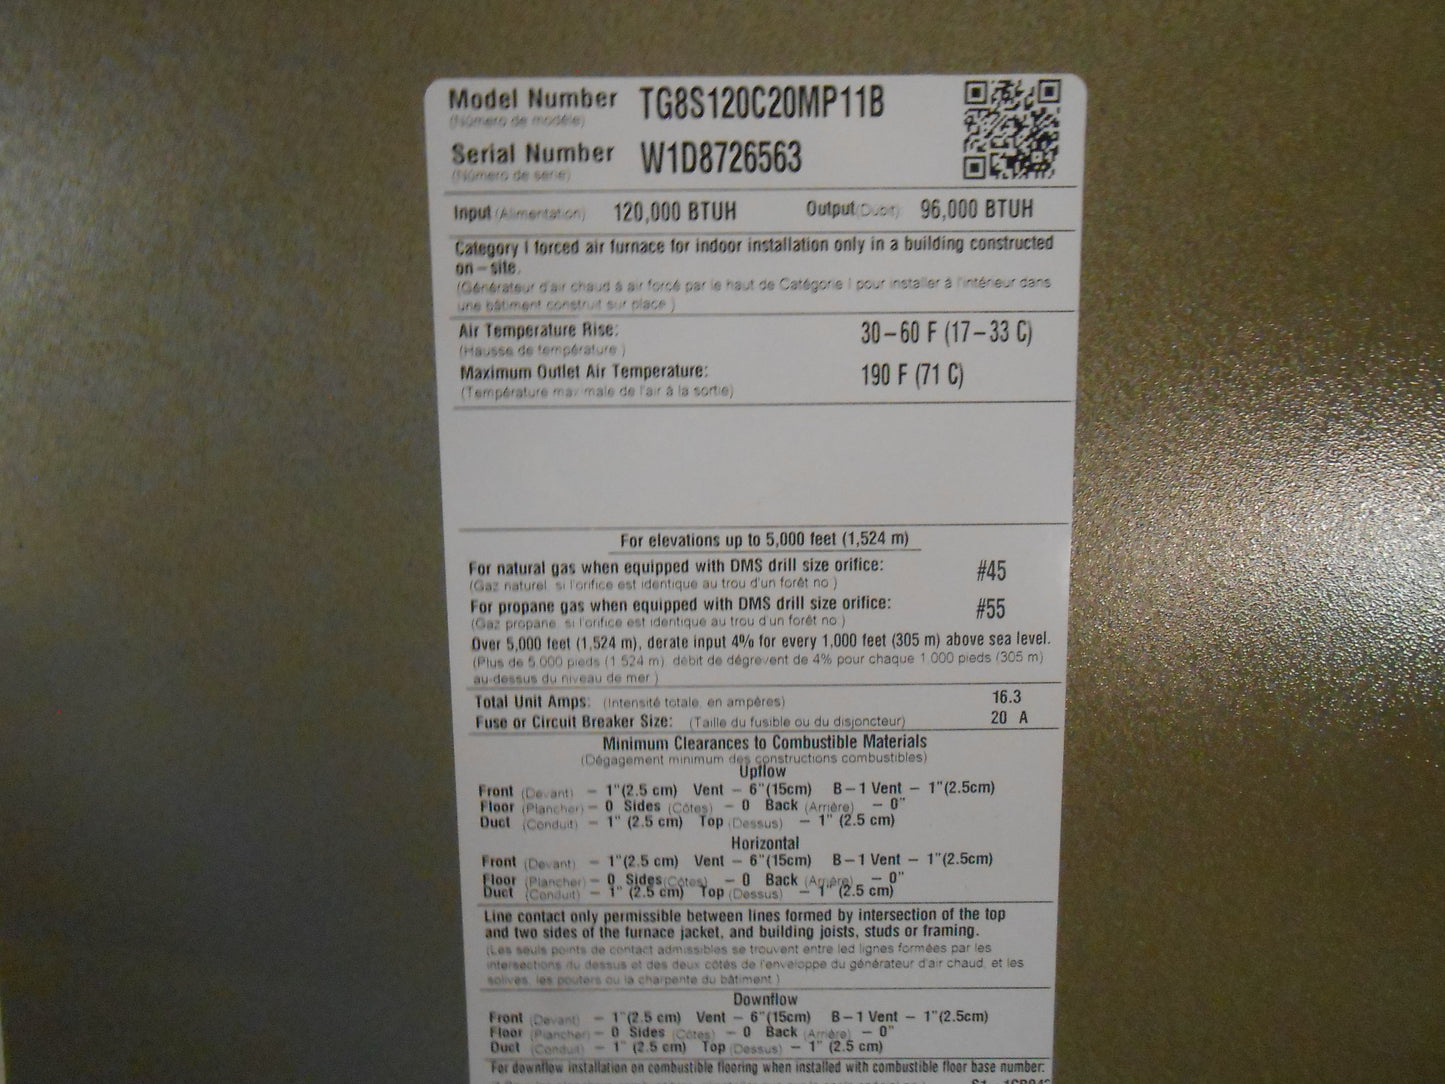 Model Number TG8S120C20MP11B
(Número de modèle)
Serial Number W1D8726563
(Número de serie)
Input (Alimentation) 120,000 BTUH Output (Dubit) 96,000 BTUH
Category I forced air furnace for indoor installation only in a building constructed
on-site.
(Générateur d'air chaud à air forcé par le haut de Catégorie I pour installer à l'intérieur dans
une bâtiment construit sur place )
Air Temperature Rise: 30-60 F (17-33 C)
(Hausse de température )
Maximum Outlet Air Temperature: 190 F (71 C)
(Température maximale de l'air à la sortie)
For elevations up to 5,000 feet (1,524 m)
For natural gas when equipped with DMS drill size orifice: #45
(Gaz naturel, si l'orifice est identique au trou d'un forêt no )
For propane gas when equipped with DMS drill size orifice: #55
(Gaz propane, si l'orifice est identique au trou d'un forêt no )
Over 5,000 feet (1,524 m), derate input 4% for every 1,000 feet (305 m) above sea level.
(Plus de 5 000 pieds (1 524 m), débit de dégrevent de 4% pour chaque 1 000 pieds (305 m)
au-dessus du niveau de mer )
Total Unit Amps: (Intensité totale, en ampères) 16.3
Fuse or Circuit Breaker Size: (Taille du fusible ou du disjoncteur) 20 A
Minimum Clearances to Combustible Materials
(Dégagement minimum des constructions combustibles)
Upflow
Front (Devant) - 1"(2.5 cm) Vent - 6"(15cm) B-1 Vent - 1"(2.5cm)
Floor (Plancher) - 0 Sides (Côtes) - 0 Back (Arrière) - 0"
Duct (Conduit) - 1" (2.5 cm) Top (Dessus) - 1" (2.5 cm)
Horizontal
Front (Devant) - 1"(2.5 cm) Vent - 6"(15cm) B-1 Vent - 1"(2.5cm)
Floor (Plancher) - 0 Sides (Côtes) - 0 Back (Arrière) - 0"
Duct (Conduit) - 1" (2.5 cm) Top (Dessus) - 1" (2.5 cm)
Line contact only permissible between lines formed by intersection of the top
and two sides of the furnace jacket, and building joists, studs or framing.
(Les seuls points de contact admissibles se trouvent entre led lignes formées par les
intersections du dessus et des deux côtés de l'enveloppe du générateur d'air chaud, et les
solives, les pouters ou la charpente du bâtiment )
Downflow
Front (Devant) - 1"(2.5 cm) Vent - 6"(15cm) B-1 Vent - 1"(2.5cm)
Floor (Plancher) - 0 Sides (Côtes) - 0 Back (Arrière) - 0"
Duct (Conduit) - 1" (2.5 cm) Top (Dessus) - 1" (2.5 cm)
For downflow installation on combustible flooring when installed with combustible floor base number: